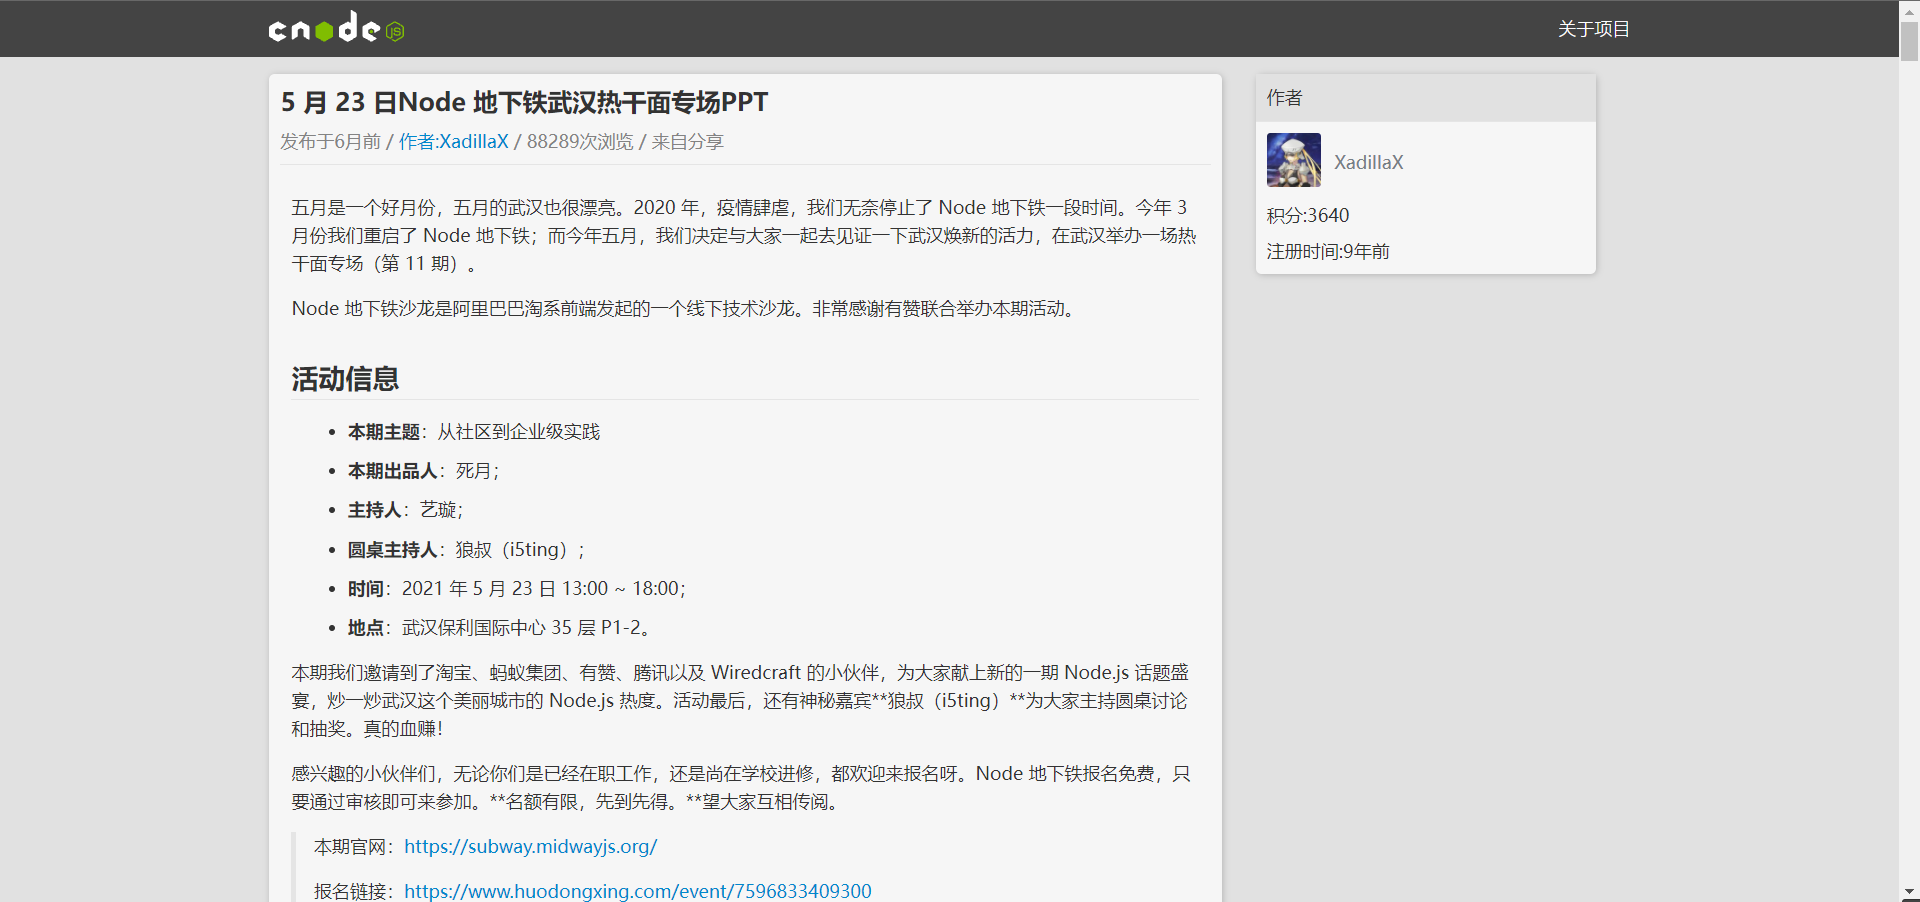 cnode JS
关于项目
5 月 23 日Node 地下铁武汉热干面专场PPT
发布于6月前 / 作者:XadillaX / 88289次浏览 / 来自分享
五月是一个好月份，五月的武汉也很漂亮。2020 年，疫情肆虐，我们无奈停止了 Node 地下铁一段时间。今年 3
月份我们重启了 Node 地下铁；而今年五月，我们决定与大家一起去见证一下武汉焕新的活力，在武汉举办一场热
干面专场（第 11 期）。
Node 地下铁沙龙是阿里巴巴淘系前端发起的一个线下技术沙龙。非常感谢有赞联合举办本期活动。
活动信息
• 本期主题：从社区到企业级实践
• 本期出品人：死月；
• 主持人：艺璇；
• 圆桌主持人：狼叔（i5ting）；
• 时间：2021 年 5 月 23 日 13:00 ~ 18:00；
• 地点：武汉保利国际中心 35 层 P1-2。
本期我们邀请到了淘宝、蚂蚁集团、有赞、腾讯以及 Wiredcraft 的小伙伴，为大家献上新的一期 Node.js 话题盛
宴，炒一炒武汉这个美丽城市的 Node.js 热度。活动最后，还有神秘嘉宾**狼叔（i5ting）**为大家主持圆桌讨论
和抽奖。真的血赚！
感兴趣的小伙伴们，无论你们是已经在职工作，还是尚在学校进修，都欢迎来报名呀。Node 地下铁报名免费，只
要通过审核即可来参加。**名额有限，先到先得。**望大家互相传阅。
本期官网：https://subway.midwayjs.org/
报名链接：https://www.huodongxing.com/event/7596833409300
作者
XadillaX
积分:3640
注册时间:9年前